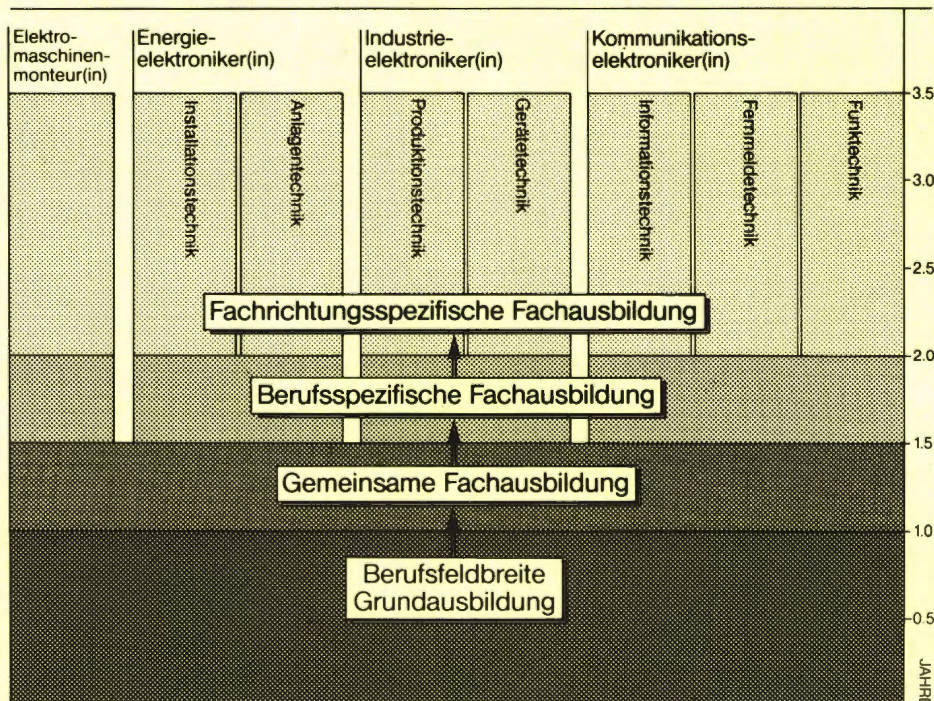 Elektro-
maschinen-
monteur(in)
Energie-
elektroniker(in)
Industrie-
elektroniker(in)
Kommunikations-
elektroniker(in)
Installationstechnik
Anlagentechnik
Produktionstechnik
Gerätetechnik
Informationstechnik
Fernmeldetechnik
Funktechnik
3.5
3.0
2.5
Fachrichtungsspezifische Fachausbildung
2.0
Berufsspezifische Fachausbildung
1.5
Gemeinsame Fachausbildung
1.0
Berufsfeldbreite
Grundausbildung
0.5
JAHRE